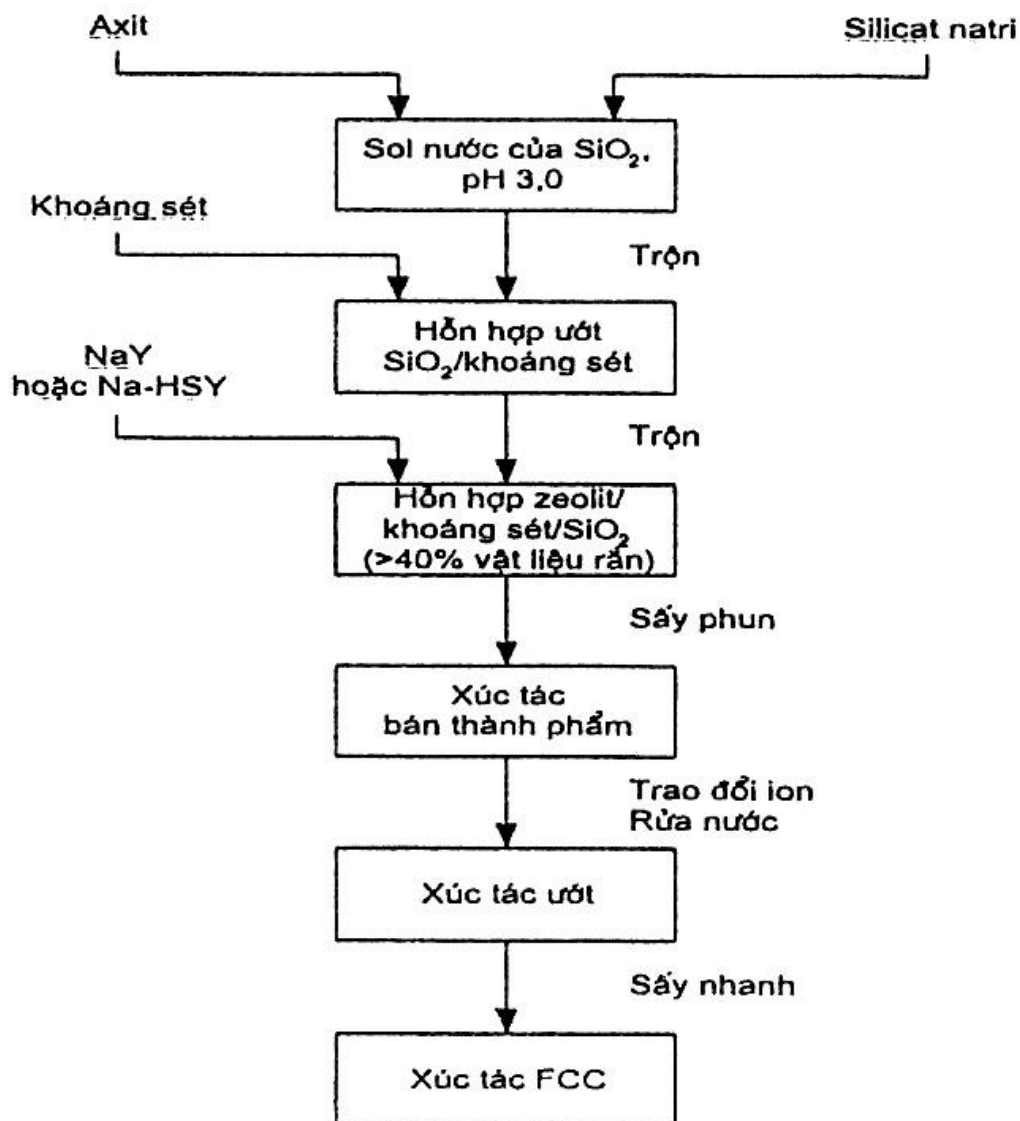 Axit
Silicat natri
Sol nước của SiO₂,
pH 3,0
Khoáng sét
Trộn
Hỗn hợp ướt
SiO₂/khoáng sét
NaY
hoặc Na-HSY
Trộn
Hỗn hợp zeolit/
khoáng sét/SiO₂
(>40% vật liệu rắn)
Sấy phun
Xúc tác
bán thành phẩm
Trao đổi ion
Rửa nước
Xúc tác ướt
Sấy nhanh
Xúc tác FCC